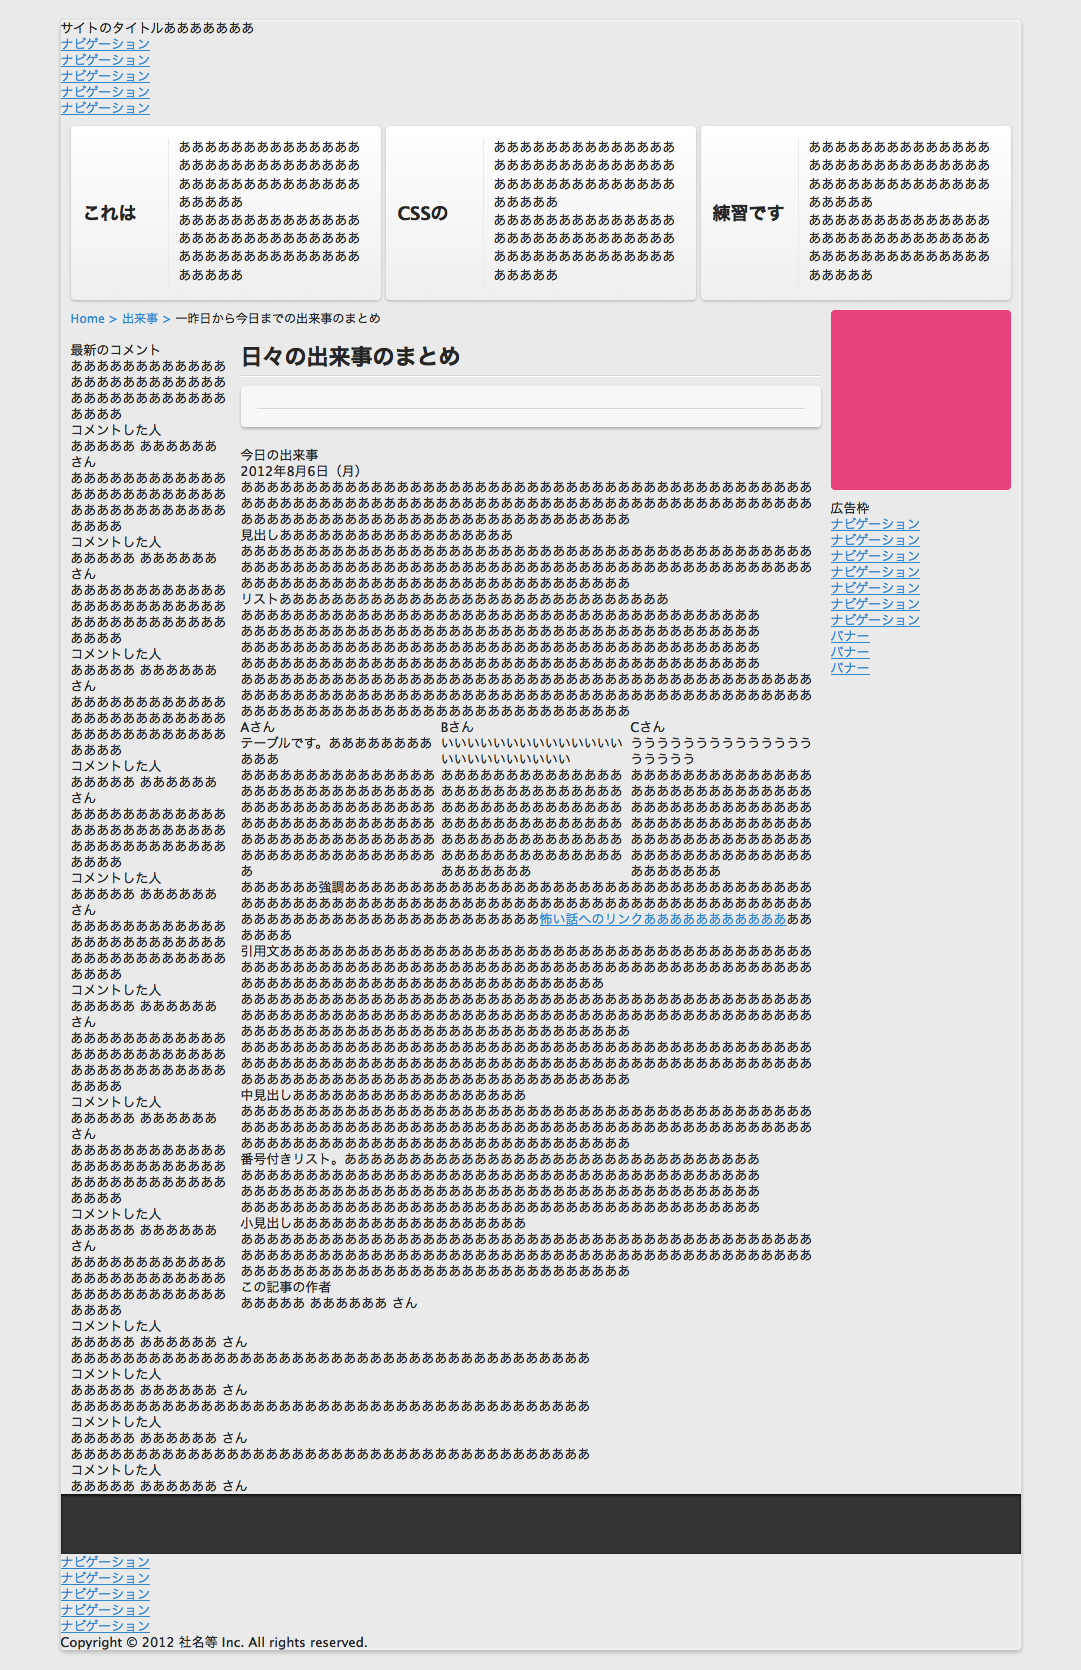 サイトのタイトルあああああああ
ナビゲーション
ナビゲーション
ナビゲーション
ナビゲーション
ナビゲーション
これは
ああああああああああああああ
ああああああああああああああ
ああああああああああああああ
あああああ
ああああああああああああああ
ああああああああああああああ
ああああああああああああああ
あああああ
CSSの
ああああああああああああああ
ああああああああああああああ
ああああああああああああああ
あああああ
ああああああああああああああ
ああああああああああああああ
ああああああああああああああ
あああああ
練習です
ああああああああああああああ
ああああああああああああああ
ああああああああああああああ
あああああ
ああああああああああああああ
ああああああああああああああ
ああああああああああああああ
あああああ
Home > 出来事 > 一昨日から今日までの出来事のまとめ
最新のコメント
ああああああああああああ
ああああああああああああ
ああああああああああああ
ああああ
コメントした人
あああああ ああああああ
さん
ああああああああああああ
ああああああああああああ
ああああああああああああ
ああああ
コメントした人
あああああ ああああああ
さん
ああああああああああああ
ああああああああああああ
ああああああああああああ
ああああ
コメントした人
あああああ ああああああ
さん
ああああああああああああ
ああああああああああああ
ああああああああああああ
ああああ
コメントした人
あああああ ああああああ
さん
ああああああああああああ
ああああああああああああ
ああああああああああああ
ああああ
コメントした人
あああああ ああああああ
さん
ああああああああああああ
ああああああああああああ
ああああああああああああ
ああああ
コメントした人
あああああ ああああああ
さん
ああああああああああああ
ああああああああああああ
ああああああああああああ
ああああ
コメントした人
あああああ ああああああ
さん
ああああああああああああ
ああああああああああああ
ああああああああああああ
ああああ
コメントした人
あああああ ああああああ
さん
ああああああああああああ
ああああああああああああ
ああああああああああああ
ああああ
コメントした人
あああああ ああああああ さん
ああああああああああああああああああああああああああああああああああああああああ
コメントした人
あああああ ああああああ さん
ああああああああああああああああああああああああああああああああああああああああ
コメントした人
あああああ ああああああ さん
ああああああああああああああああああああああああああああああああああああああああ
コメントした人
あああああ ああああああ さん
日々の出来事のまとめ
今日の出来事
2012年8月6日（月）
ああああああああああああああああああああああああああああああああああああああああああああ
ああああああああああああああああああああああああああああああああああああああああああああ
ああああああああああああああああああああああああああああああ
見出しああああああああああああああああああ
ああああああああああああああああああああああああああああああああああああああああああああ
ああああああああああああああああああああああああああああああああああああああああああああ
ああああああああああああああああああああああああああああああ
リストああああああああああああああああああああああああああああああ
ああああああああああああああああああああああああああああああああああああああああ
ああああああああああああああああああああああああああああああああああああああああ
ああああああああああああああああああああああああああああああああああああああああ
ああああああああああああああああああああああああああああああああああああああああ
ああああああああああああああああああああああああああああああああああああああああああああ
ああああああああああああああああああああああああああああああああああああああああああああ
ああああああああああああああああああああああああああああああ
Aさん
テーブルです。ああああああああ
あああ
あああああああああああああああ
あああああああああああああああ
あああああああああああああああ
あああああああああああああああ
あああああああああああああああ
あああああああああああああああ
あ
Bさん
いいいいいいいいいいいいいい
いいいいいいいいいい
ああああああああああああああ
ああああああああああああああ
ああああああああああああああ
ああああああああああああああ
ああああああああああああああ
ああああああああああああああ
あああああああ
Cさん
うううううううううううううう
ううううう
ああああああああああああああ
ああああああああああああああ
ああああああああああああああ
ああああああああああああああ
ああああああああああああああ
ああああああああああああああ
あああああああ
ああああああ強調ああああああああああああああああああああああああああああああああああああ
ああああああああああああああああああああああああああああああああああああああああああああ
あああああああああああああああああああああああ怖い話へのリンクあああああああああああああ
ああああ
引用文あああああああああああああああああああああああああああああああああああああああああ
ああああああああああああああああああああああああああああああああああああああああああああ
ああああああああああああああああああああああああああああ
ああああああああああああああああああああああああああああああああああああああああああああ
ああああああああああああああああああああああああああああああああああああああああああああ
ああああああああああああああああああああああああああああああ
ああああああああああああああああああああああああああああああああああああああああああああ
ああああああああああああああああああああああああああああああああああああああああああああ
ああああああああああああああああああああああああああああああ
中見出しああああああああああああああああああ
ああああああああああああああああああああああああああああああああああああああああああああ
ああああああああああああああああああああああああああああああああああああああああああああ
ああああああああああああああああああああああああああああああ
番号付きリスト。ああああああああああああああああああああああああああああああああ
ああああああああああああああああああああああああああああああああああああああああ
ああああああああああああああああああああああああああああああああああああああああ
ああああああああああああああああああああああああああああああああああああああああ
小見出しああああああああああああああああああ
ああああああああああああああああああああああああああああああああああああああああああああ
ああああああああああああああああああああああああああああああああああああああああああああ
ああああああああああああああああああああああああああああああ
この記事の作者
あああああ ああああああ さん
広告枠
ナビゲーション
ナビゲーション
ナビゲーション
ナビゲーション
ナビゲーション
ナビゲーション
ナビゲーション
バナー
バナー
バナー
ナビゲーション
ナビゲーション
ナビゲーション
ナビゲーション
ナビゲーション
Copyright © 2012 社名等 Inc. All rights reserved.